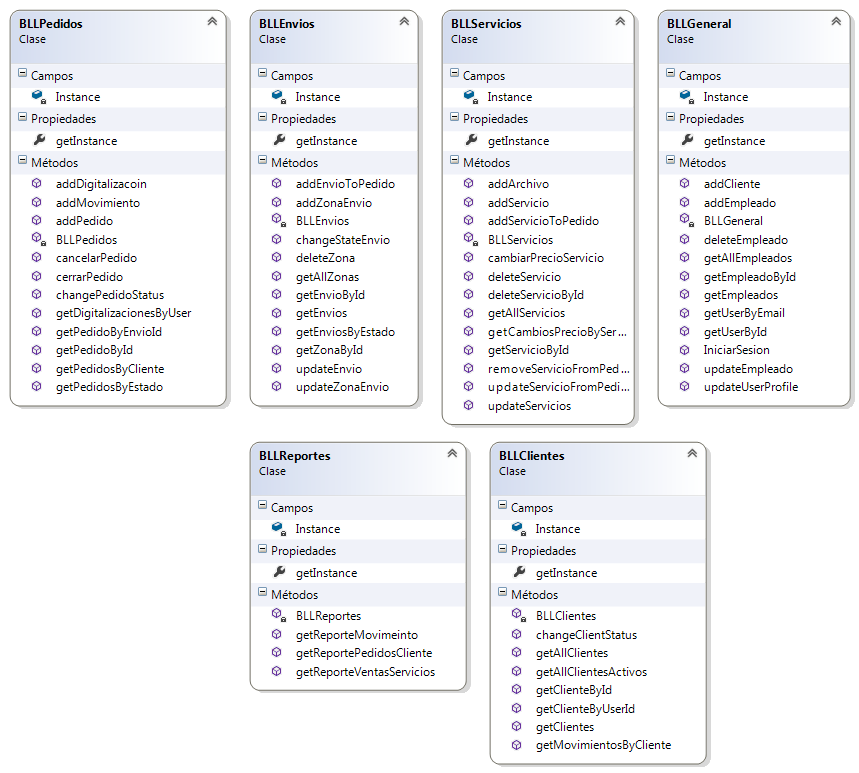 BLLPedidos
Clase
Campos
Instance
Propiedades
getInstance
Métodos
addDigitalizacoin
addMovimiento
addPedido
BLLPedidos
cancelarPedido
cerrarPedido
changePedidoStatus
getDigitalizacionesByUser
getPedidoByEnvioId
getPedidoById
getPedidosByCliente
getPedidosByEstado
BLLEnvios
Clase
Campos
Instance
Propiedades
getInstance
Métodos
addEnvioToPedido
addZonaEnvio
BLLEnvios
changeStateEnvio
deleteZona
getAllZonas
getEnvioById
getEnvios
getEnviosByEstado
getZonaById
updateEnvio
updateZonaEnvio
BLLServicios
Clase
Campos
Instance
Propiedades
getInstance
Métodos
addArchivo
addServicio
addServicioToPedido
BLLServicios
cambiarPrecioServicio
deleteServicio
deleteServicioById
getAllServicios
getCambiosPrecioBySer...
getServicioById
removeServicioFromPed...
updateServicioFromPedi...
updateServicios
BLLGeneral
Clase
Campos
Instance
Propiedades
getInstance
Métodos
addCliente
addEmpleado
BLLGeneral
deleteEmpleado
getAllEmpleados
getEmpleadoById
getEmpleados
getUserByEmail
getUserById
IniciarSesion
updateEmpleado
updateUserProfile
BLLReportes
Clase
Campos
Instance
Propiedades
getInstance
Métodos
BLLReportes
getReporteMovimeinto
getReportePedidosCliente
getReporteVentasServicios
BLLClientes
Clase
Campos
Instance
Propiedades
getInstance
Métodos
BLLClientes
changeClientStatus
getAllClientes
getAllClientesActivos
getClienteById
getClienteByUserId
getClientes
getMovimientosByCliente